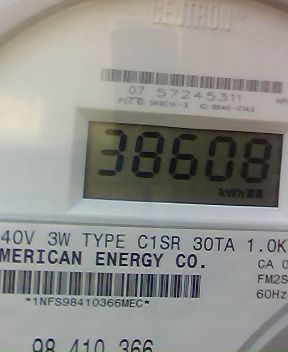 CENTRON®
07 57245311
38608
kWh
40V 3W TYPE C1SR 30TA 1.0K
MERICAN ENERGY CO.
CA 0
FM2S
*1NFS98410366MEC*
60Hz
98 410 366